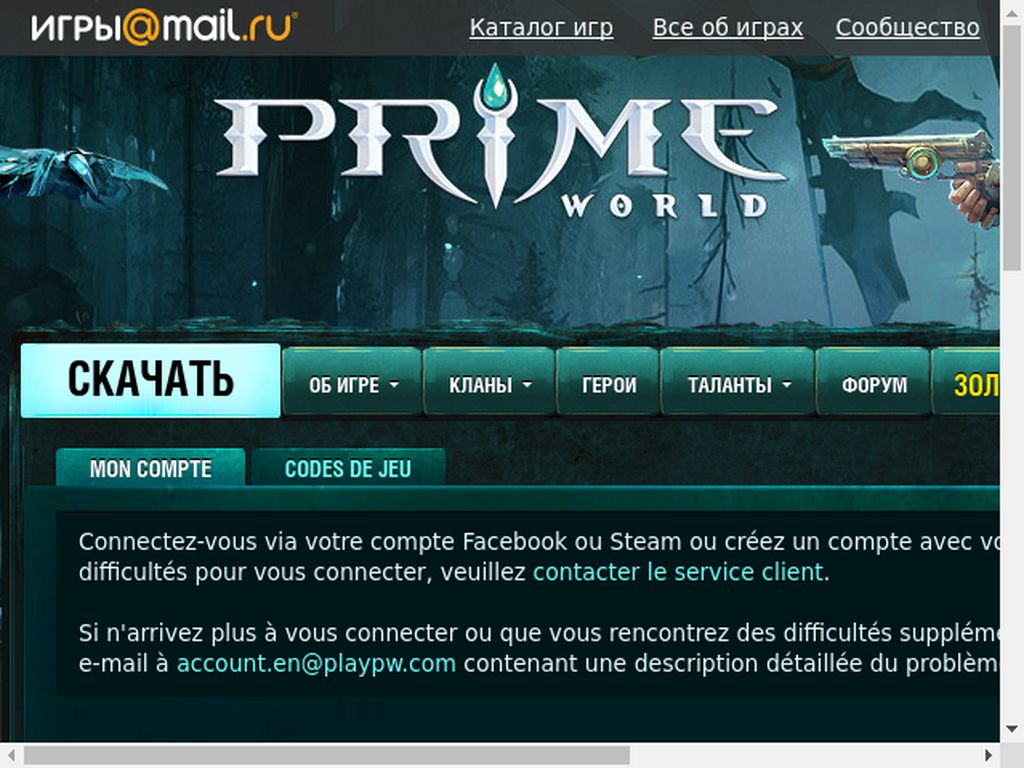 ИГРЫ@mail.ru
Каталог игр Все об играх Сообщество
PRIME
WORLD
СКАЧАТЬ ОБ ИГРЕ КЛАНЫ ГЕРОИ ТАЛАНТЫ ФОРУМ ЗОЛ
MON COMPTE CODES DE JEU
Connectez-vous via votre compte Facebook ou Steam ou créez un compte avec vo
difficultés pour vous connecter, veuillez contacter le service client.
Si n'arrivez plus à vous connecter ou que vous rencontrez des difficultés suppléme
e-mail à account.en@playpw.com contenant une description détaillée du problèm